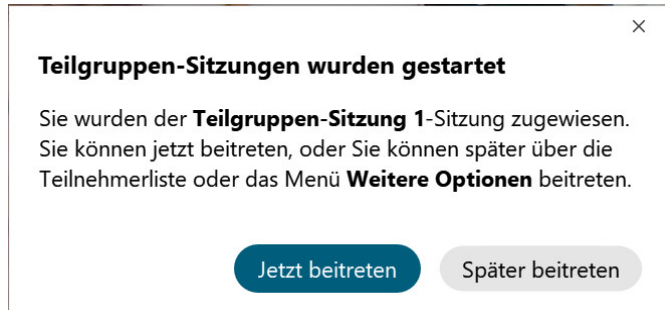 Teilgruppen-Sitzungen wurden gestartet
Sie wurden der Teilgruppen-Sitzung 1-Sitzung zugewiesen.
Sie können jetzt beitreten, oder Sie können später über die
Teilnehmerliste oder das Menü Weitere Optionen beitreten.
Jetzt beitreten
Später beitreten